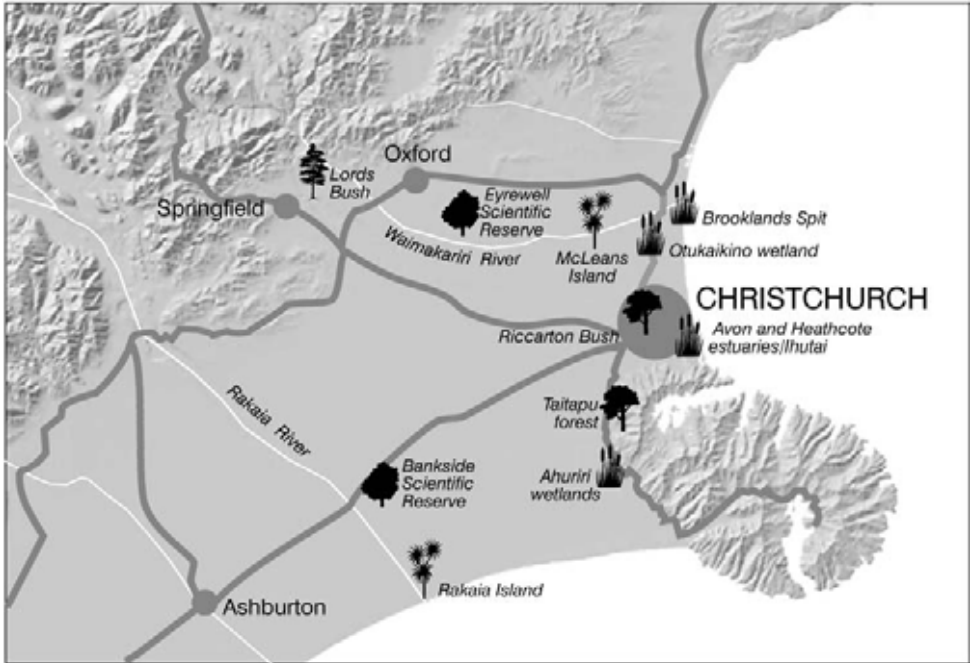 Oxford
Lords
Bush
Springfield
Eyrewell
Scientific
Reserve
Waimakariri River
McLeans
Island
Brooklands Spit
Otukaikino wetland
CHRISTCHURCH
Riccarton Bush
Avon and Heathcote
estuaries/Ihutai
Rakaia River
Taitapu
forest
Bankside
Scientific
Reserve
Ahuriri
wetlands
Rakaia Island
Ashburton